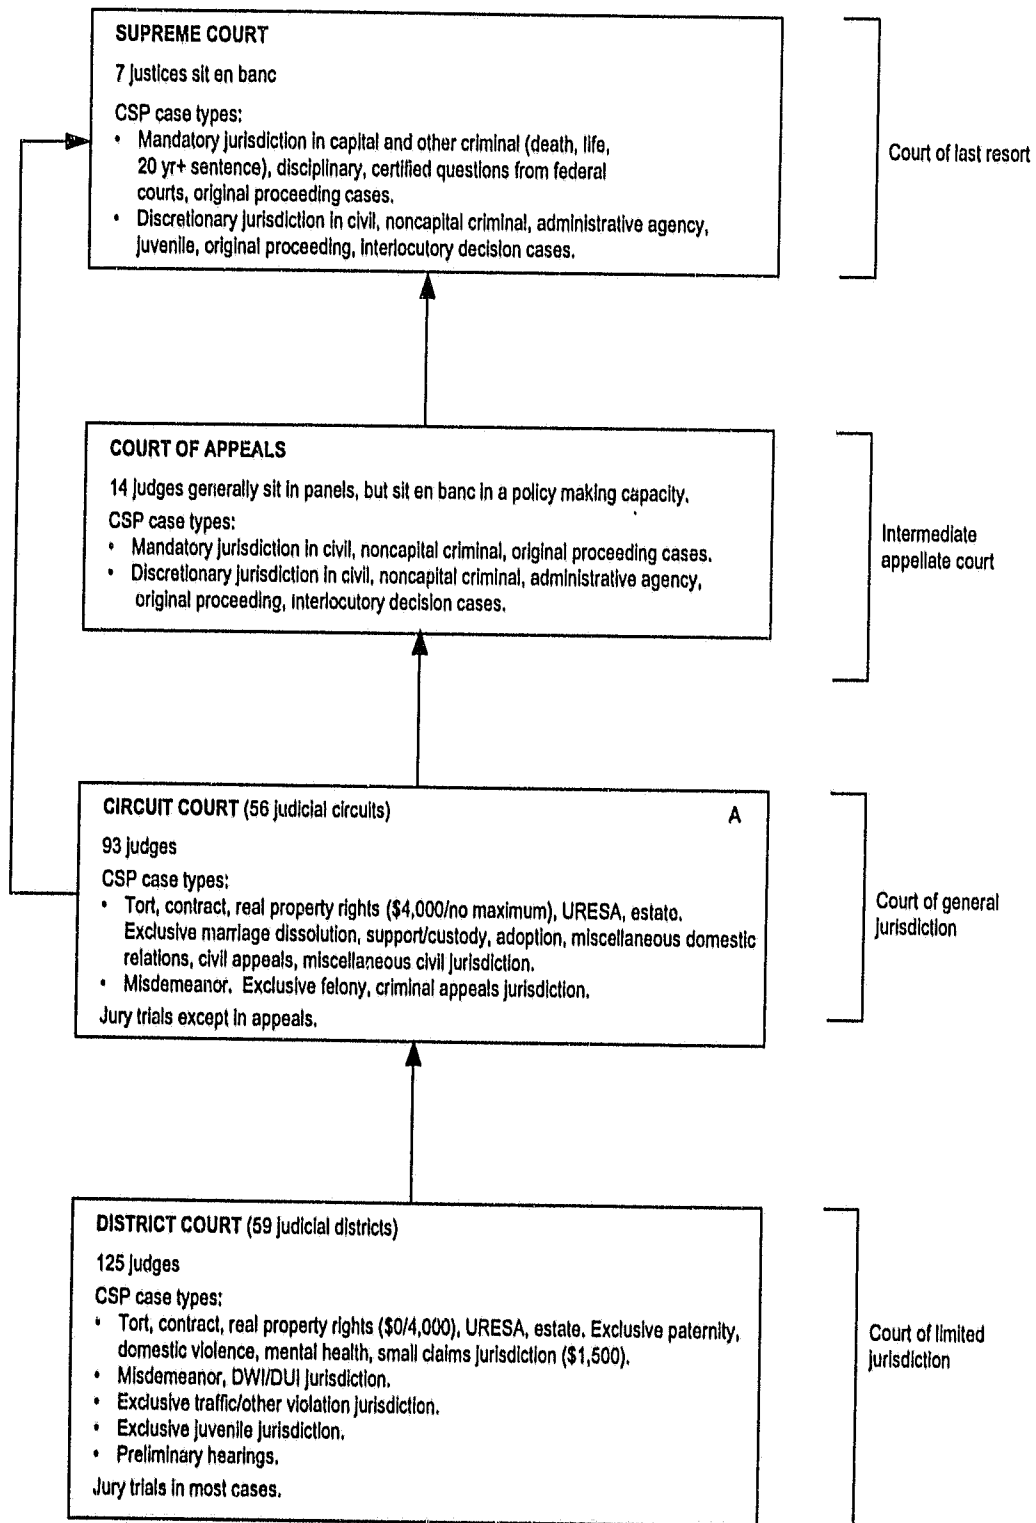 SUPREME COURT
7 justices sit en banc
CSP case types:
• Mandatory jurisdiction in capital and other criminal (death, life,
20 yr+ sentence), disciplinary, certified questions from federal
courts, original proceeding cases.
• Discretionary jurisdiction in civil, noncapital criminal, administrative agency,
juvenile, original proceeding, interlocutory decision cases.
Court of last resort
COURT OF APPEALS
14 judges generally sit in panels, but sit en banc in a policy making capacity.
CSP case types:
• Mandatory jurisdiction in civil, noncapital criminal, original proceeding cases.
• Discretionary jurisdiction in civil, noncapital criminal, administrative agency,
original proceeding, interlocutory decision cases.
Intermediate
appellate court
CIRCUIT COURT (56 judicial circuits) A
93 judges
CSP case types:
• Tort, contract, real property rights ($4,000/no maximum), URESA, estate.
Exclusive marriage dissolution, support/custody, adoption, miscellaneous domestic
relations, civil appeals, miscellaneous civil jurisdiction.
• Misdemeanor. Exclusive felony, criminal appeals jurisdiction.
Jury trials except in appeals.
Court of general
jurisdiction
DISTRICT COURT (59 judicial districts)
125 judges
CSP case types:
• Tort, contract, real property rights ($0/4,000), URESA, estate. Exclusive paternity,
domestic violence, mental health, small claims jurisdiction ($1,500).
• Misdemeanor, DWI/DUI jurisdiction.
• Exclusive traffic/other violation jurisdiction.
• Exclusive juvenile jurisdiction.
• Preliminary hearings.
Jury trials in most cases.
Court of limited
jurisdiction